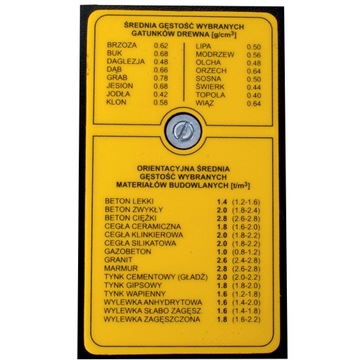 ŚREDNIA GĘSTOŚĆ WYBRANYCH
GATUNKÓW DREWNA [g/cm³]
BRZOZA 0.62 LIPA 0.50
BUK 0.68 MODRZEW 0.56
DAGLEZJA 0.48 OLCHA 0.48
DĄB 0.66 ORZECH 0.64
GRAB 0.78 SOSNA 0.50
JESION 0.68 ŚWIERK 0.44
JODŁA 0.42 TOPOLA 0.40
KLON 0.58 WIĄZ 0.64
ORIENTACYJNA ŚREDNIA
GĘSTOŚĆ WYBRANYCH
MATERIAŁÓW BUDOWLANYCH [t/m³]
BETON LEKKI 1.4 (1.2-1.6)
BETON ZWYKŁY 2.0 (1.8-2.4)
BETON CIĘŻKI 2.8 (2.6-2.8)
CEGŁA CERAMICZNA 1.8 (1.6-2.0)
CEGŁA KLINKIEROWA 2.0 (1.8-2.2)
CEGŁA SILIKATOWA 2.0 (1.8-2.2)
GAZOBETON 1.0 (0.8-1.2)
GRANIT 2.6 (2.4-2.8)
MARMUR 2.8 (2.6-2.8)
TYNK CEMENTOWY (GŁADŹ) 2.0 (2.0-2.2)
TYNK GIPSOWY 1.8 (1.8-2.0)
TYNK WAPIENNY 1.6 (1.2-1.8)
WYLEWKA ANHYDRYTOWA 1.6 (1.4-2.0)
WYLEWKA SŁABO ZAGĘSZ. 1.6 (1.4-1.8)
WYLEWKA ZAGĘSZCZONA 1.8 (1.6-2.2)